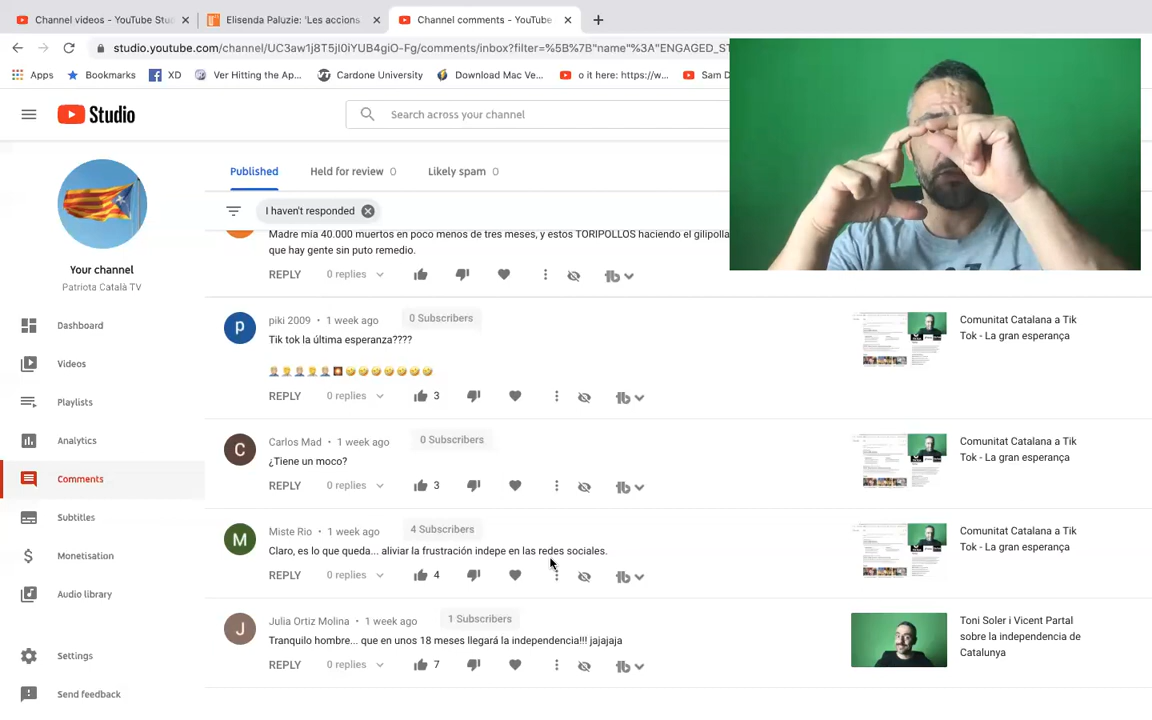 Channel videos - YouTube Stu
Elisenda Paluzie: 'Les accions
Channel comments - YouTube
studio.youtube.com/channel/UC3aw1j8T5jI0iYUB4giO-Fg/comments/inbox?filter=%5B%7B"name"%3A"ENGAGED_ST
Apps
Bookmarks
XD
Ver Hitting the Ap...
Cardone University
Download Mac Ve...
o it here: https://w...
Sam D
Studio
Search across your channel
Your channel
Patriota Català TV
Dashboard
Videos
Playlists
Analytics
Comments
Subtitles
Monetisation
Audio library
Settings
Send feedback
Published
Held for review 0
Likely spam 0
I haven't responded
Madre mia 40.000 muertos en poco menos de tres meses, y estos TORIPOLLOS haciendo el gilipolla
que hay gente sin puto remedio.
REPLY 0 replies
piki 2009 • 1 week ago 0 Subscribers
Tik tok la última esperanza????
REPLY 0 replies 3
Comunitat Catalana a Tik
Tok - La gran esperança
Carlos Mad • 1 week ago 0 Subscribers
¿Tiene un moco?
REPLY 0 replies 3
Comunitat Catalana a Tik
Tok - La gran esperança
Miste Rio • 1 week ago 4 Subscribers
Claro, es lo que queda... aliviar la frustración indepe en las redes sociales.
REPLY 0 replies 4
Comunitat Catalana a Tik
Tok - La gran esperança
Julia Ortiz Molina • 1 week ago 1 Subscribers
Tranquilo hombre... que en unos 18 meses llegará la independencia!!! jajajaja
REPLY 0 replies 7
Toni Soler i Vicent Partal
sobre la independencia de
Catalunya